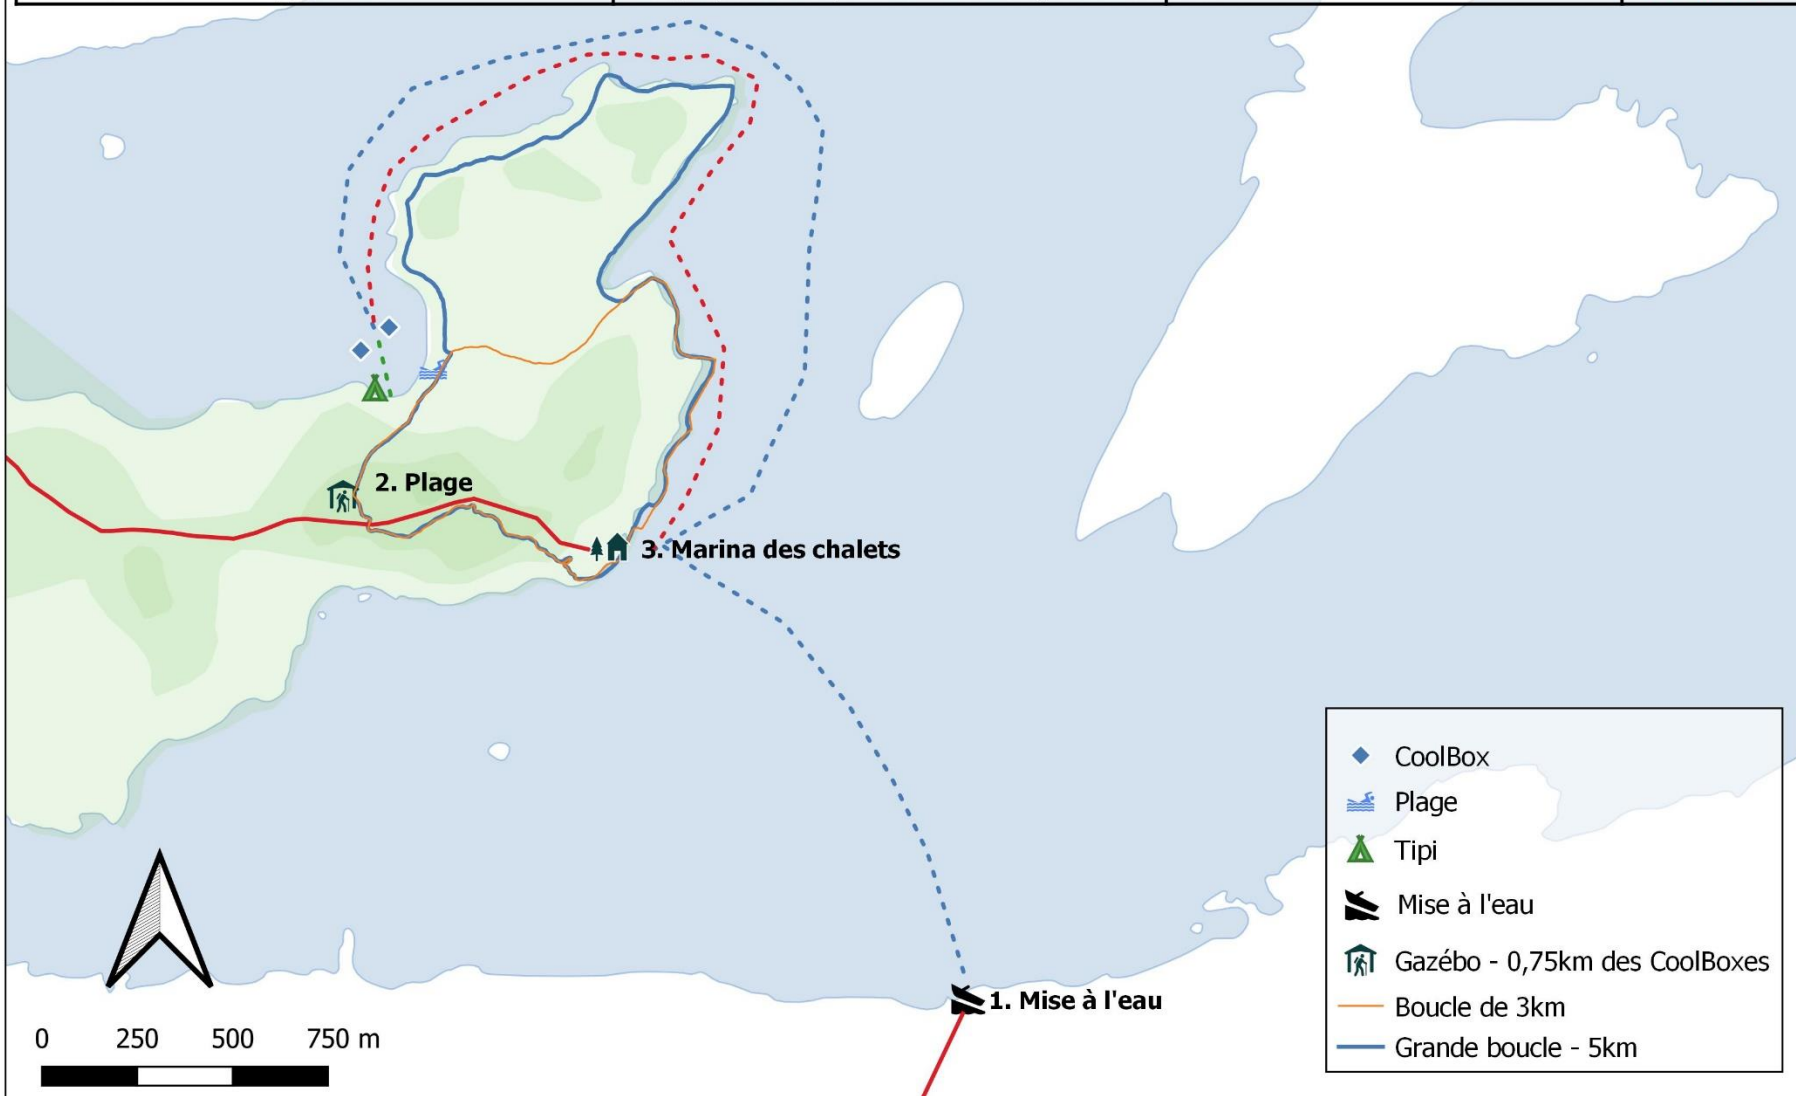 2. Plage
3. Marina des chalets
1. Mise à l'eau
0 250 500 750 m
CoolBox
Plage
Tipi
Mise à l'eau
Gazébo - 0,75km des CoolBoxes
Boucle de 3km
Grande boucle - 5km